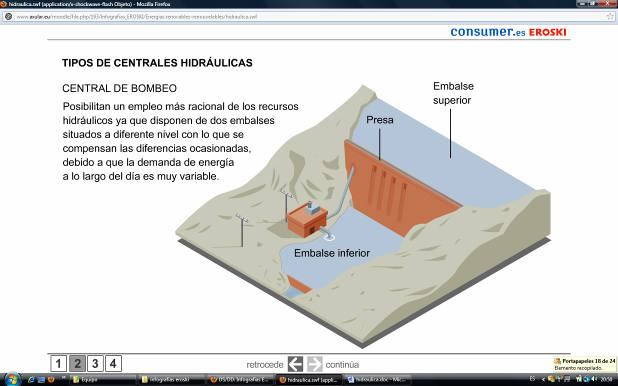 hidraulica.swf (application/x-shockwave-flash Objeto) - Mozilla Firefox
www.axular.eu/moodle/file.php/193/Infografias_EROSKI/Energias.renovables-renouvelables/hidraulica.swf
consumer.es EROSKI
TIPOS DE CENTRALES HIDRÁULICAS
CENTRAL DE BOMBEO
Posibilitan un empleo más racional de los recursos
hidráulicos ya que disponen de dos embalses
situados a diferente nivel con lo que se
compensan las diferencias ocasionadas,
debido a que la demanda de energía
a lo largo del día es muy variable.
Embalse
superior
Presa
Embalse inferior
1 2 3 4
retrocede continúa
Portapapeles 18 de 24
Elemento recopilado.
Equipo
infografias eroski
DS/DD: Infografias E...
hidraulica.swf (appli...
hidraulica.doc - Mic...
ES
20:50